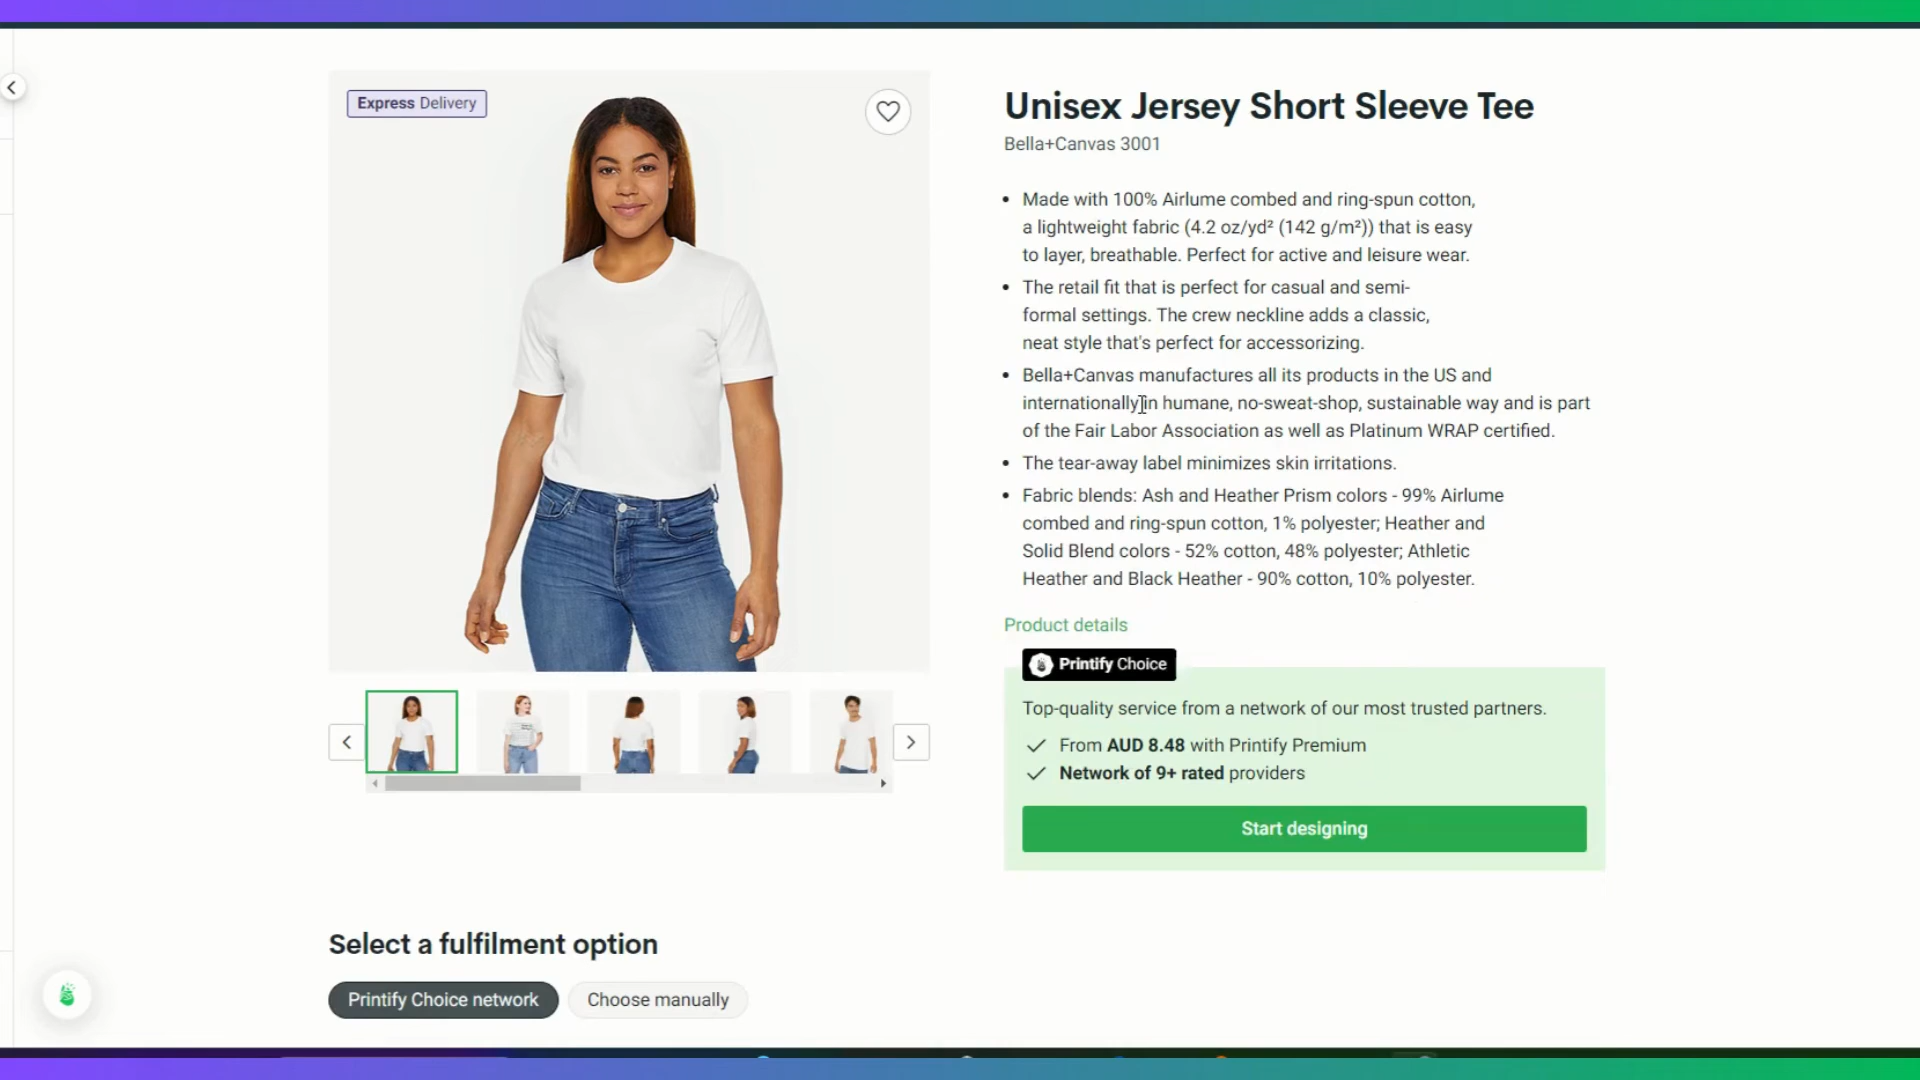 Express Delivery
Unisex Jersey Short Sleeve Tee
Bella+Canvas 3001
Made with 100% Airlume combed and ring-spun cotton,
a lightweight fabric (4.2 oz/yd² (142 g/m²)) that is easy
to layer, breathable. Perfect for active and leisure wear.
The retail fit that is perfect for casual and semi-
formal settings. The crew neckline adds a classic,
neat style that's perfect for accessorizing.
Bella+Canvas manufactures all its products in the US and
internationally in humane, no-sweat-shop, sustainable way and is part
of the Fair Labor Association as well as Platinum WRAP certified.
The tear-away label minimizes skin irritations.
Fabric blends: Ash and Heather Prism colors - 99% Airlume
combed and ring-spun cotton, 1% polyester; Heather and
Solid Blend colors - 52% cotton, 48% polyester; Athletic
Heather and Black Heather - 90% cotton, 10% polyester.
Product details
Printify Choice
Top-quality service from a network of our most trusted partners.
From AUD 8.48 with Printify Premium
Network of 9+ rated providers
Start designing
Select a fulfilment option
Printify Choice network
Choose manually